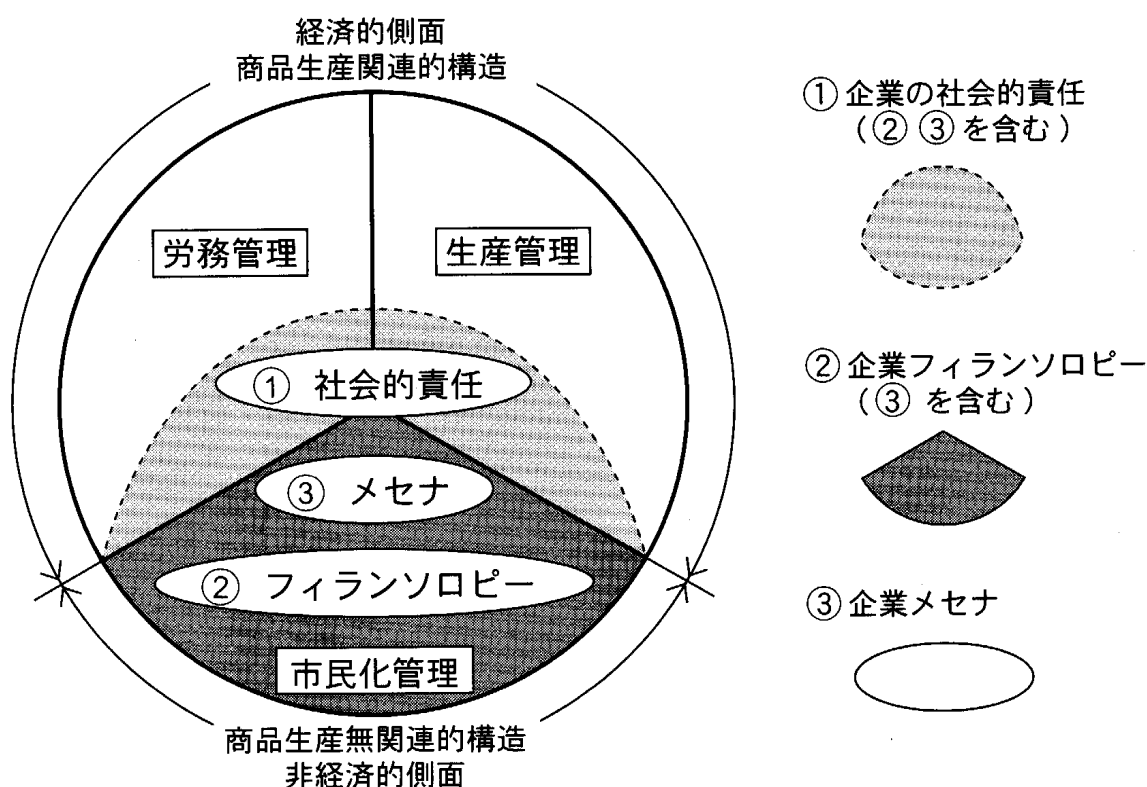 経済的側面
商品生産関連的構造
労務管理
生産管理
① 社会的責任
③ メセナ
② フィランソロピー
市民化管理
商品生産無関連的構造
非経済的側面
① 企業の社会的責任
(② ③ を含む)
② 企業フィランソロピー
(③ を含む)
③ 企業メセナ